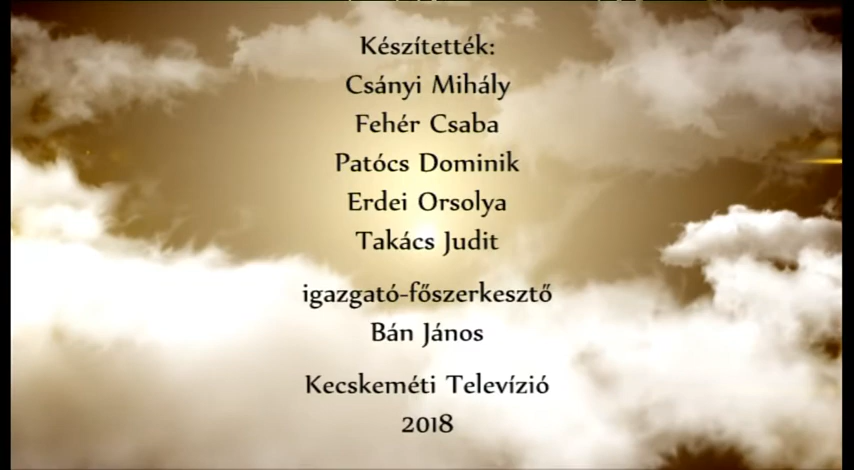 Készítették:
Csányi Mihály
Fehér Csaba
Patócs Dominik
Erdei Orsolya
Takács Judit
igazgató-főszerkesztő
Bán János
Kecskeméti Televízió
2018